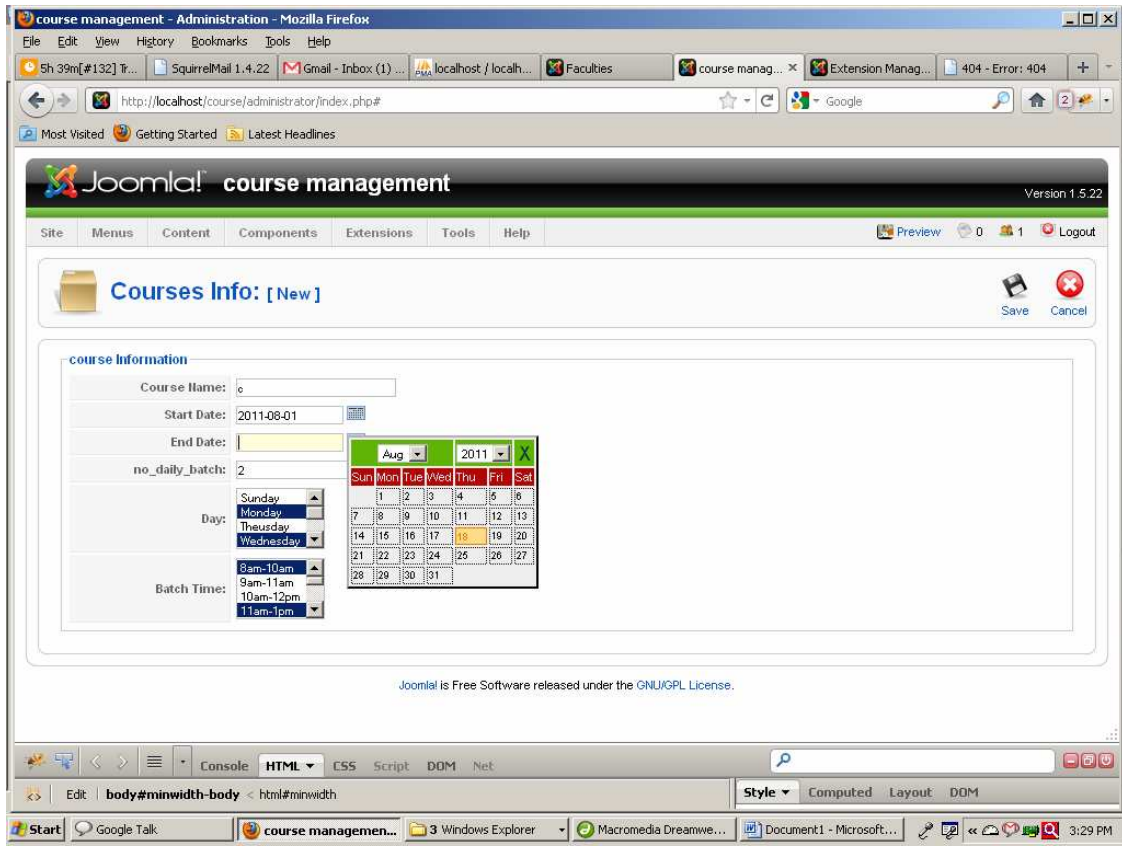 course management - Administration - Mozilla Firefox
File Edit View History Bookmarks Tools Help
5h 39m[#132] Tr... SquirrelMail 1.4.22 Gmail - Inbox (1) ... localhost / localh... Faculties course manag... × Extension Manag... 404 - Error: 404 +
http://localhost/course/administrator/index.php# Google 2
Most Visited Getting Started Latest Headlines
Joomla! course management
Version 1.5.22
Site Menus Content Components Extensions Tools Help Preview 0 1 Logout
Courses Info: [ New ]
Save Cancel
course Information
Course Name: c
Start Date: 2011-08-01
End Date:
Aug 2011 X
no_daily_batch: 2
Sun Mon Tue Wed Thu Fri Sat
1 2 3 4 5 6
7 8 9 10 11 12 13
14 15 16 17 18 19 20
21 22 23 24 25 26 27
28 29 30 31
Day:
Sunday
Monday
Theusday
Wednesday
Batch Time:
8am-10am
9am-11am
10am-12pm
11am-1pm
Joomla! is Free Software released under the GNU/GPL License.
Console HTML CSS Script DOM Net
Edit body#minwidth-body < html#minwidth Style Computed Layout DOM
Start Google Talk course managemen... 3 Windows Explorer Macromedia Dreamwe... Document1 - Microsoft... « 3:29 PM